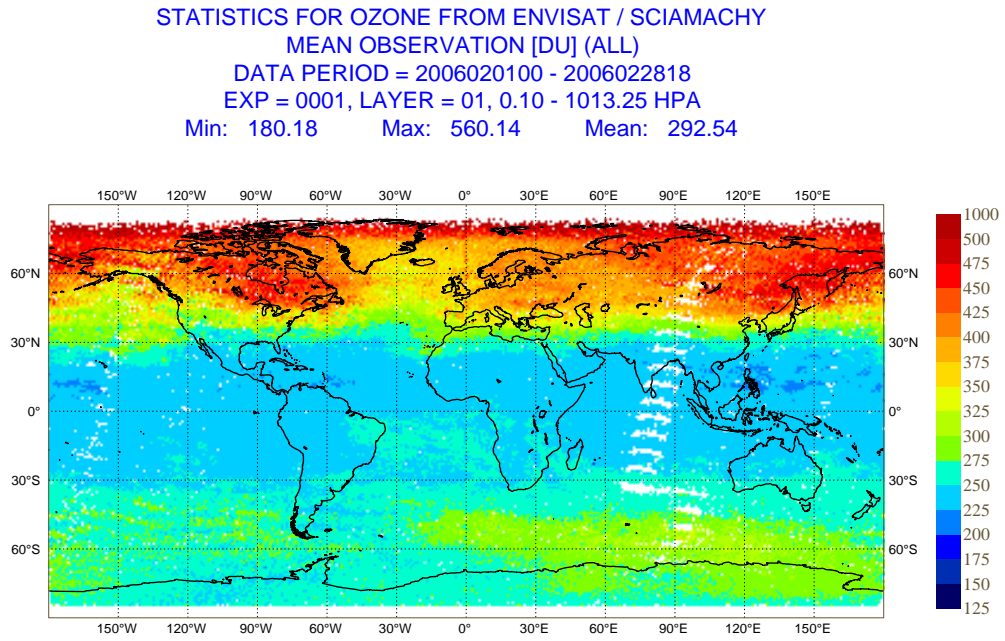 STATISTICS FOR OZONE FROM ENVISAT / SCIAMACHY
MEAN OBSERVATION [DU] (ALL)
DATA PERIOD = 2006020100 - 2006022818
EXP = 0001, LAYER = 01, 0.10 - 1013.25 HPA
Min: 180.18 Max: 560.14 Mean: 292.54
150°W 120°W 90°W 60°W 30°W 0° 30°E 60°E 90°E 120°E 150°E
60°N 60°N
30°N 30°N
0° 0°
30°S 30°S
60°S 60°S
150°W 120°W 90°W 60°W 30°W 0° 30°E 60°E 90°E 120°E 150°E
1000
500
475
450
425
400
375
350
325
300
275
250
225
200
175
150
125